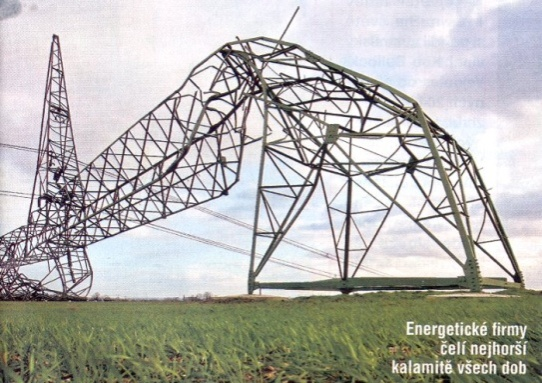 Energetické firmy
čelí nejhorší
kalamitě všech dob